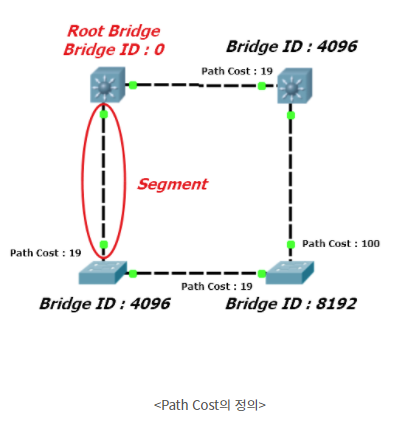 Root Bridge
Bridge ID : 0
Bridge ID : 4096
Path Cost : 19
Segment
Path Cost : 19
Path Cost : 100
Path Cost : 19
Bridge ID : 4096
Bridge ID : 8192
<Path Cost의 정의>